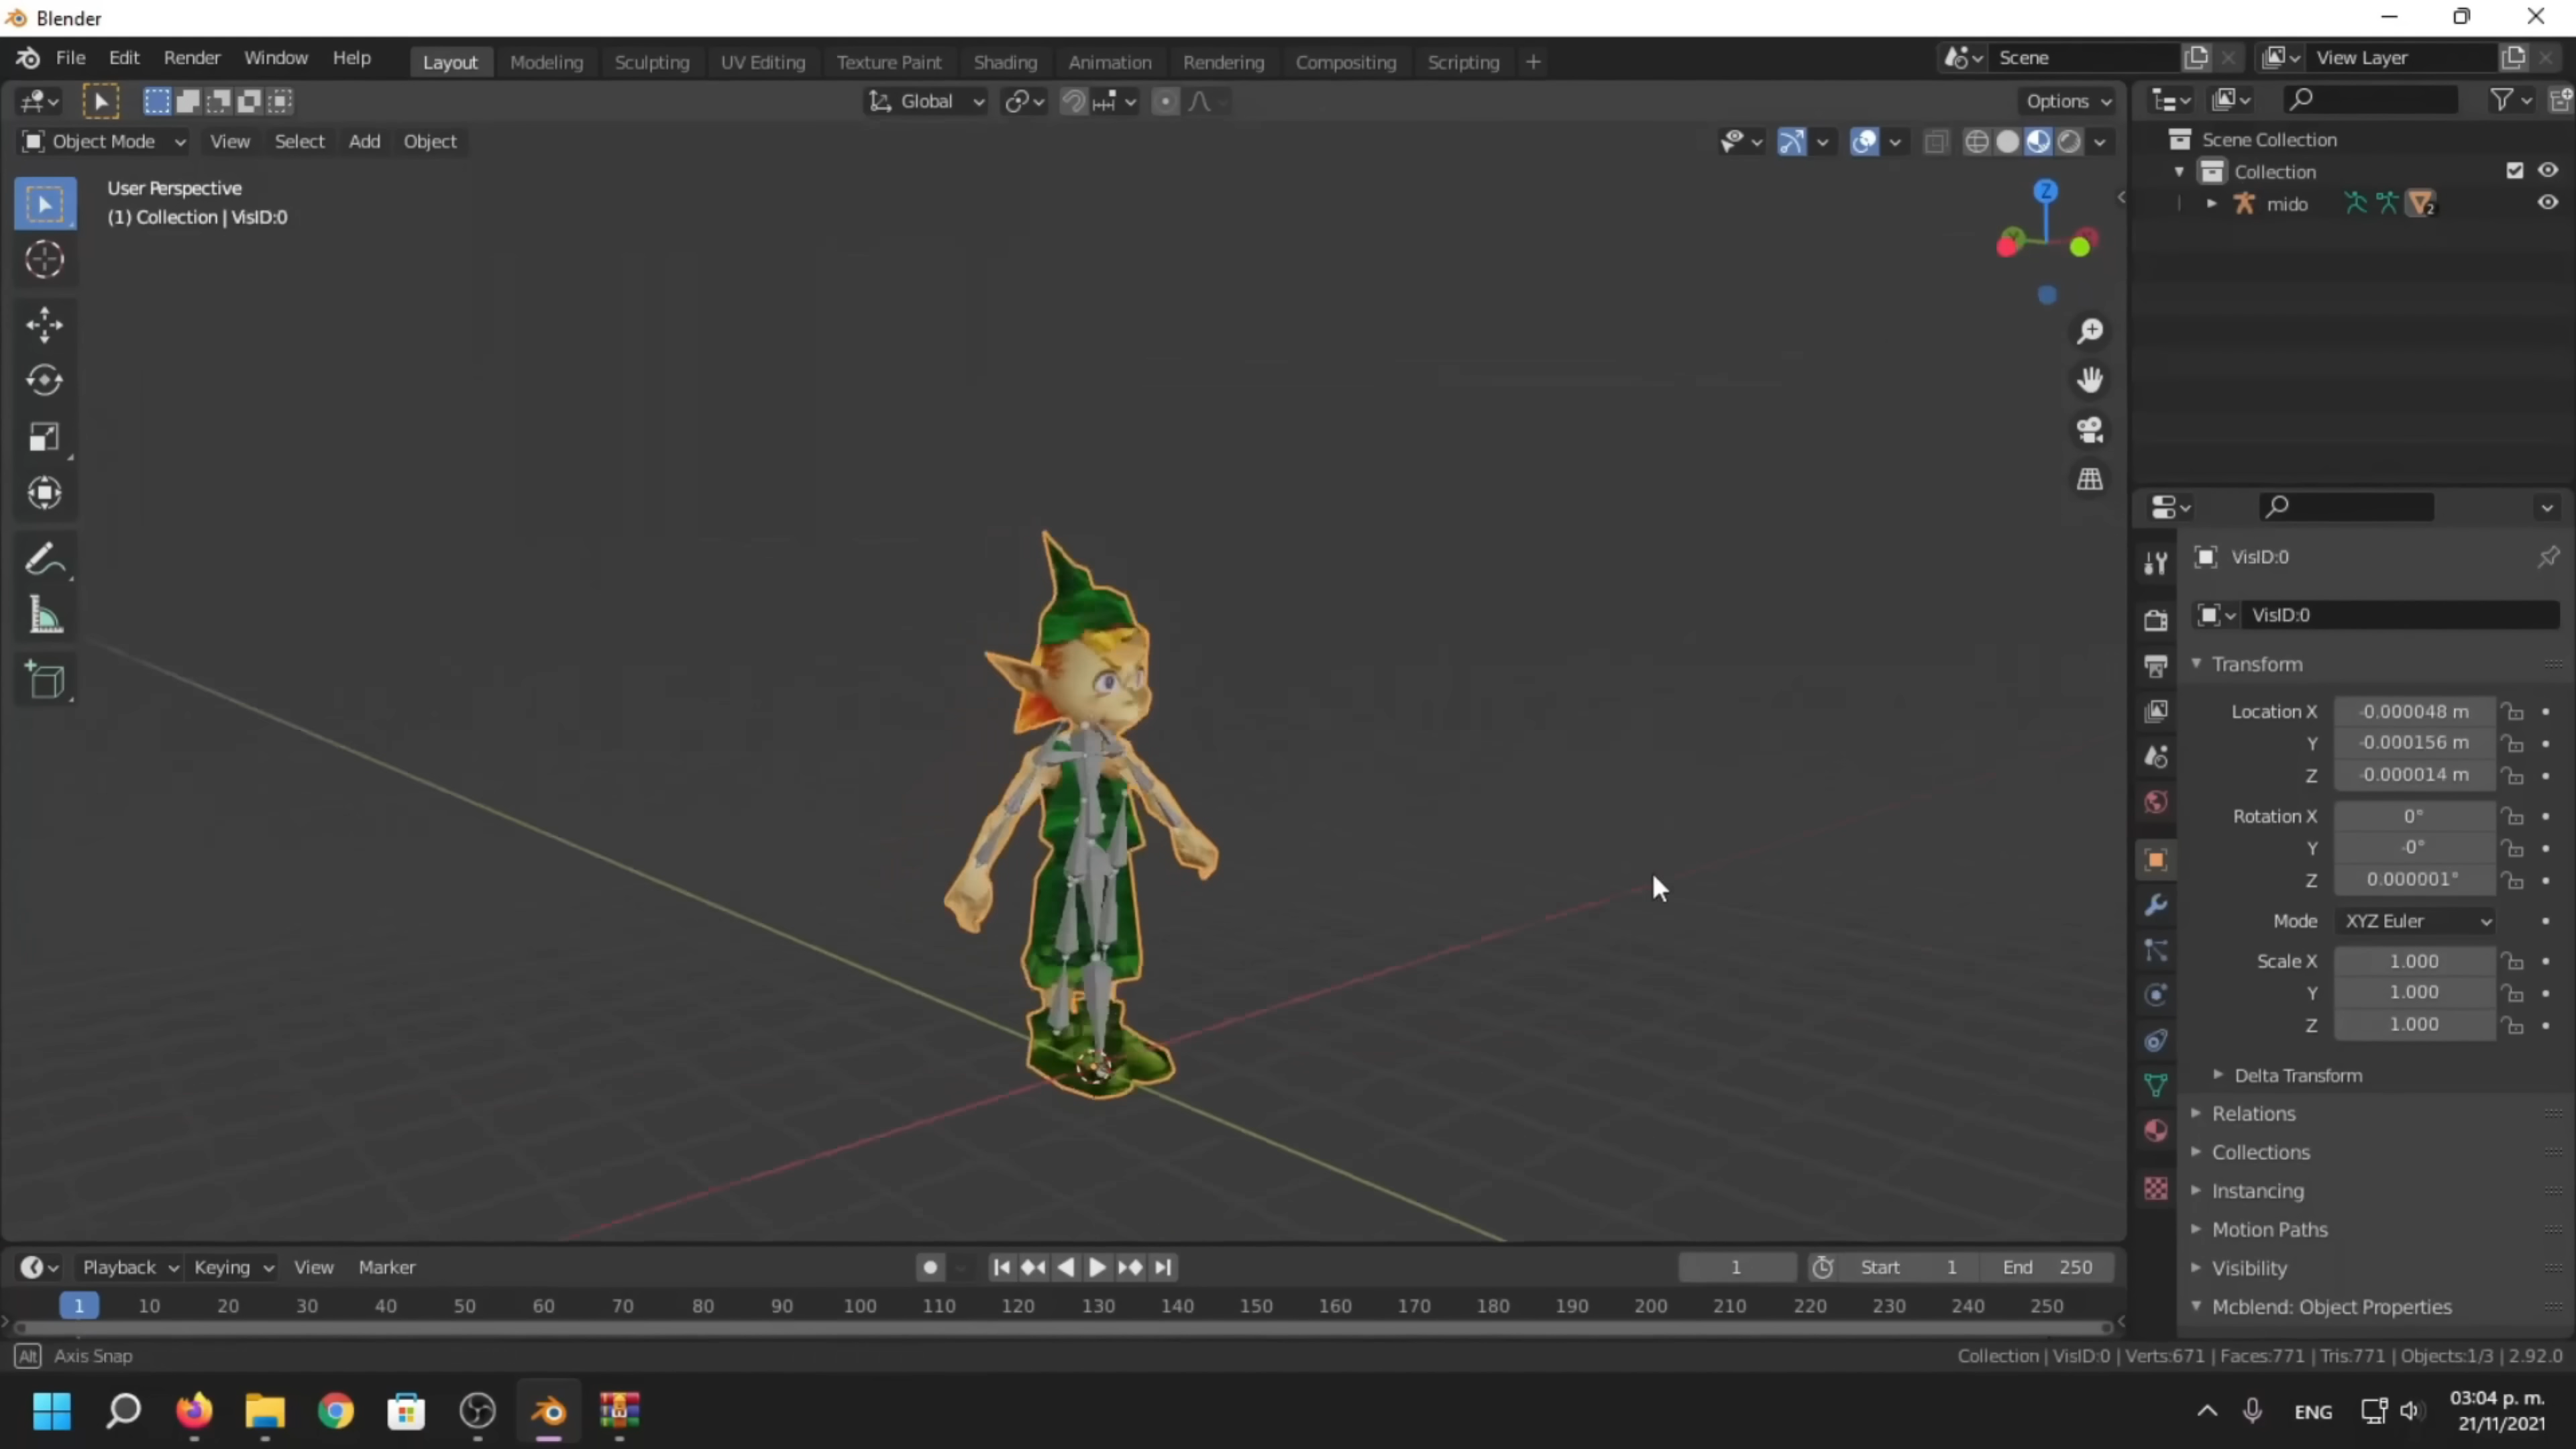 Blender
File Edit Render Window Help Layout Modeling Sculpting UV Editing Texture Paint Shading Animation Rendering Compositing Scripting + Scene View Layer
Global Options
Object Mode View Select Add Object
User Perspective
(1) Collection | VisID:0
Z
Scene Collection
Collection
mido 2
VisID:0
VisID:0
Transform
Location X -0.000048 m
Y -0.000156 m
Z -0.000014 m
Rotation X 0°
Y -0°
Z 0.000001°
Mode XYZ Euler
Scale X 1.000
Y 1.000
Z 1.000
Delta Transform
Relations
Collections
Instancing
Motion Paths
Visibility
Mcblend: Object Properties
Playback Keying View Marker 1 Start 1 End 250
1 10 20 30 40 50 60 70 80 90 100 110 120 130 140 150 160 170 180 190 200 210 220 230 240 250
Alt Axis Snap
Collection | VisID:0 | Verts:671 | Faces:771 | Tris:771 | Objects:1/3 | 2.92.0
ENG
03:04 p. m.
21/11/2021